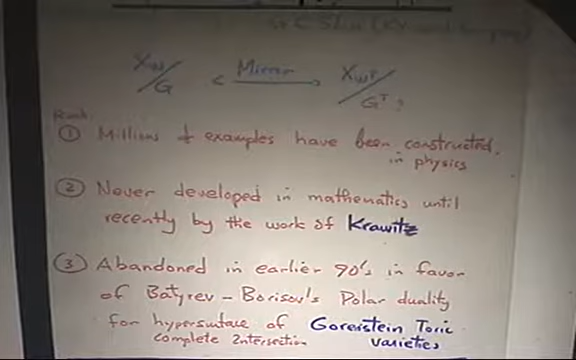 X_W/G <—Mirror—> X_{W^T}/G^T ?
Rmk:
① Millions of examples have been constructed.
in physics
② Never developed in mathematics until
recently by the work of Krawitz
③ Abandoned in earlier 90's in favor
of Batyrev - Borisov's Polar duality
for hypersurface of Gorenstein Toric
complete intersection varieties